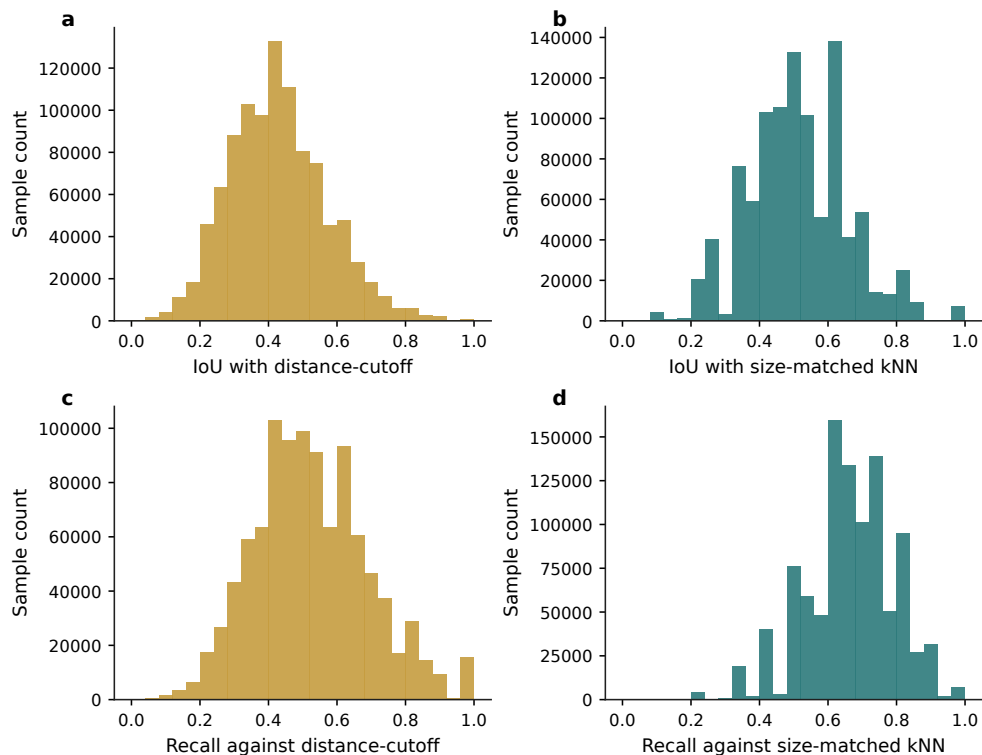 a
Sample count
120000
100000
80000
60000
40000
20000
0
0.0 0.2 0.4 0.6 0.8 1.0
IoU with distance-cutoff
b
Sample count
140000
120000
100000
80000
60000
40000
20000
0
0.0 0.2 0.4 0.6 0.8 1.0
IoU with size-matched kNN
c
Sample count
100000
80000
60000
40000
20000
0
0.0 0.2 0.4 0.6 0.8 1.0
Recall against distance-cutoff
d
Sample count
150000
125000
100000
75000
50000
25000
0
0.0 0.2 0.4 0.6 0.8 1.0
Recall against size-matched kNN